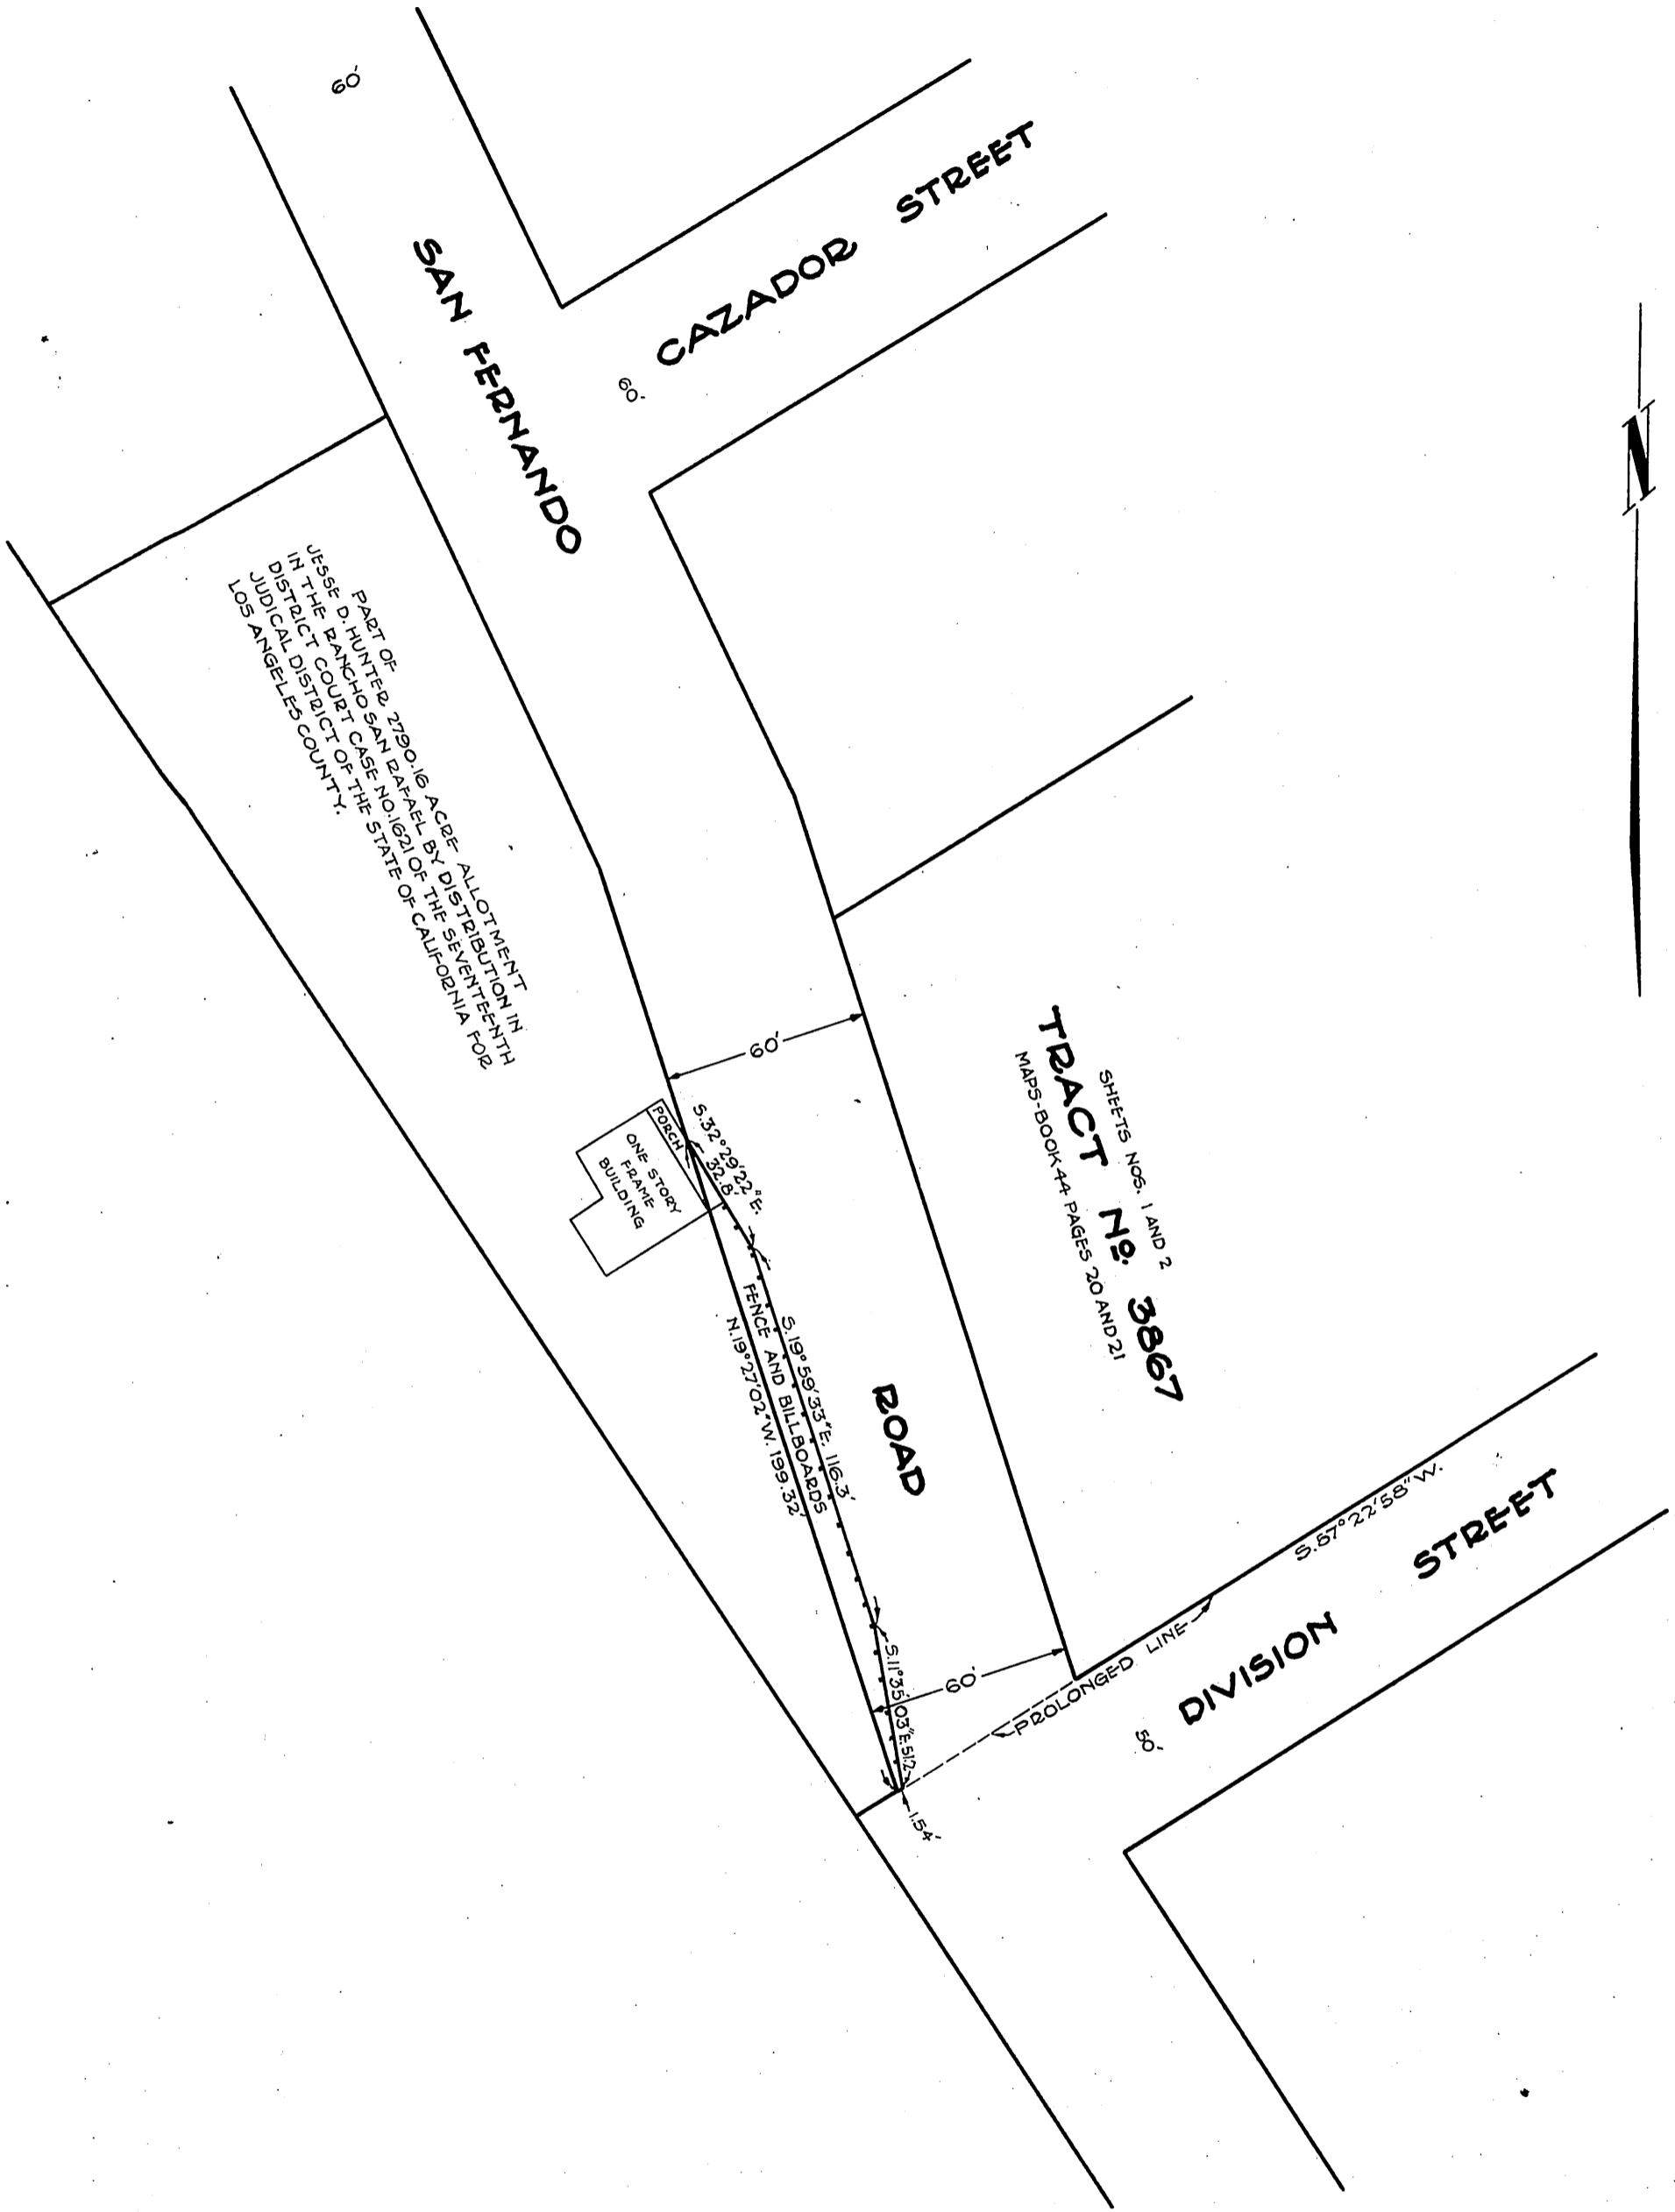 60'
SAN FERNANDO
CAZADOR STREET
60'
N
PART OF
JESSE D. HUNTER 2790.16 ACRE ALLOTMENT
IN THE RANCHO SAN RAFAEL BY DISTRIBUTION IN
DISTRICT COURT CASE NO. 1621 OF THE SEVENTEENTH
JUDICAL DISTRICT OF THE STATE OF CALIFORNIA FOR
LOS ANGELES COUNTY.
60'
SHEETS NOS. 1 AND 2
TRACT No. 3867
MAPS-BOOK 44 PAGES 20 AND 21
PORCH
ONE STORY
FRAME
BUILDING
S.32°29'22"E.
32.8'
S.19°59'33"E. 116.3'
FENCE AND BILLBOARDS
N.19°27'02"W. 199.32'
ROAD
S.57°22'58"W.
DIVISION STREET
50'
PROLONGED LINE
60'
S.11°35'03"E. 51.2'
1.54'